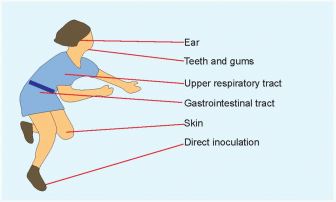 Ear
Teeth and gums
Upper respiratory tract
Gastrointestinal tract
Skin
Direct inoculation